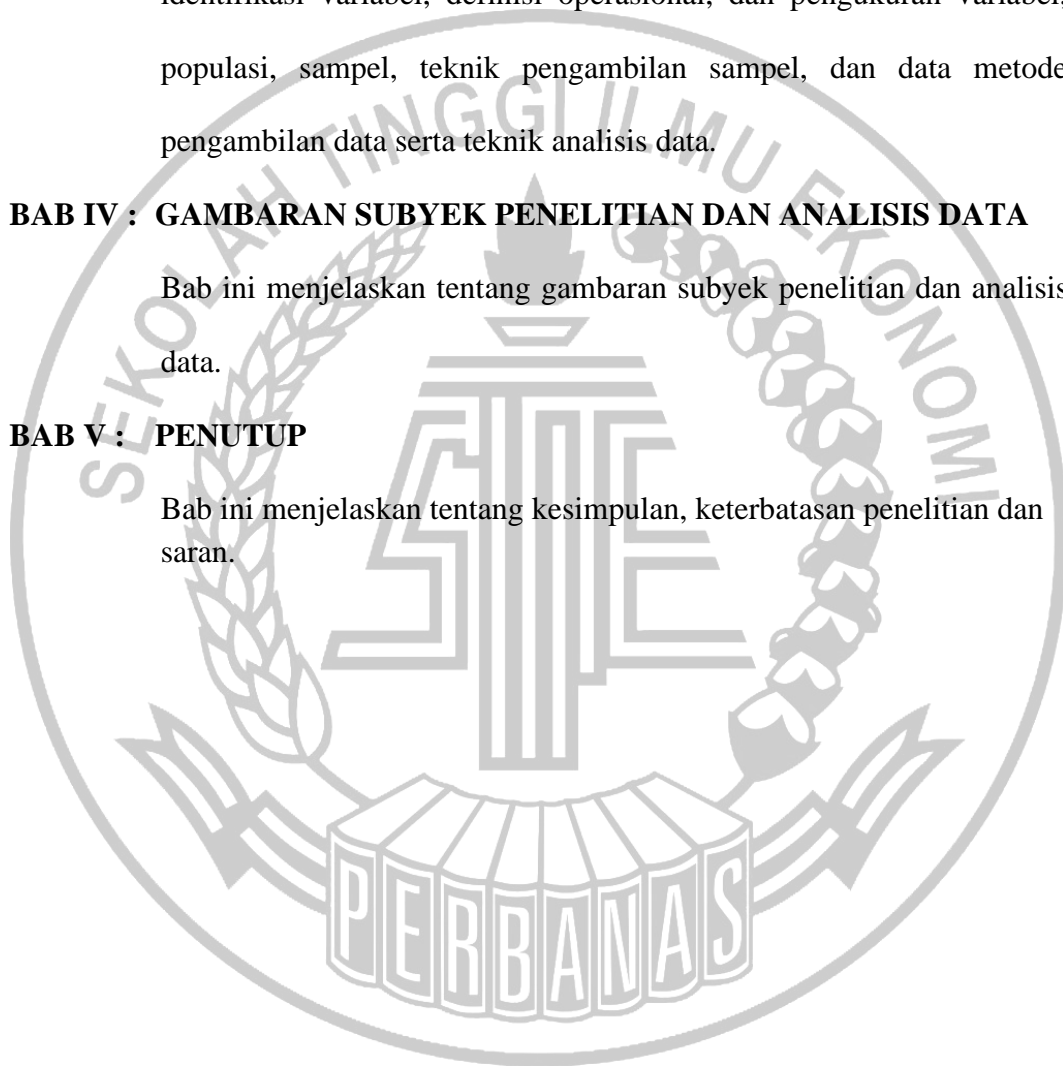 identifikasi variabel, definisi operasional, dan pengukuran variabel,
populasi, sampel, teknik pengambilan sampel, dan data metode
pengambilan data serta teknik analisis data.
BAB IV : GAMBARAN SUBYEK PENELITIAN DAN ANALISIS DATA
Bab ini menjelaskan tentang gambaran subyek penelitian dan analisis
data.
BAB V : PENUTUP
Bab ini menjelaskan tentang kesimpulan, keterbatasan penelitian dan
saran.
SEKOLAH TINGGI ILMU EKONOMI
STIE
PERBANAS